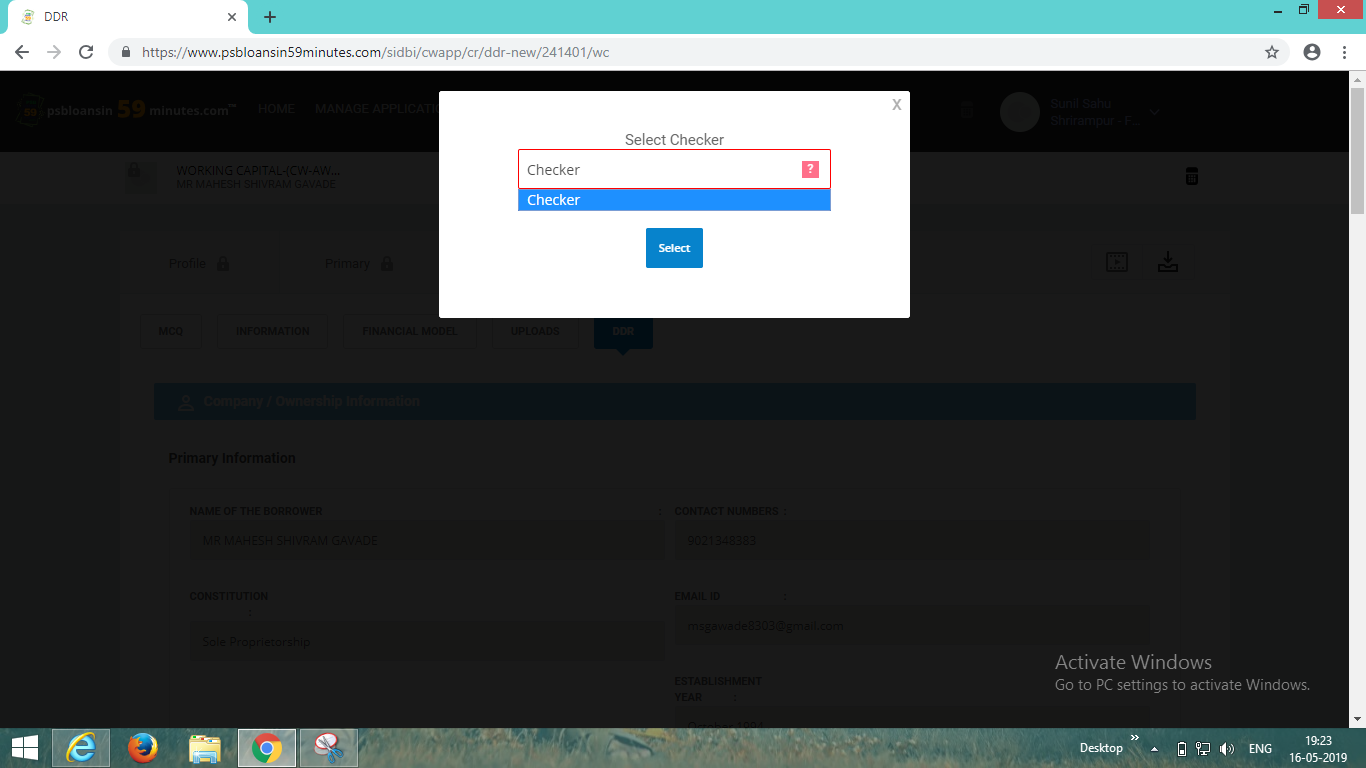 DDR
https://www.psbloansin59minutes.com/sidbi/cwapp/cr/ddr-new/241401/wc
psbloansin 59 minutes.com™
HOME
MANAGE APPLICATI
Sunil Sahu
Shrirampur - F...
X
Select Checker
Checker
?
Checker
Select
WORKING CAPITAL-(CW-AW...
MR MAHESH SHIVRAM GAVADE
Profile
Primary
MCQ
INFORMATION
FINANCIAL MODEL
UPLOADS
DDR
Company / Ownership Information
Primary Information
NAME OF THE BORROWER :
CONTACT NUMBERS :
MR MAHESH SHIVRAM GAVADE
9021348383
CONSTITUTION
:
EMAIL ID :
Sole Proprietorship
msgawade8303@gmail.com
ESTABLISHMENT
YEAR :
October 1994
Activate Windows
Go to PC settings to activate Windows.
Desktop
ENG
19:23
16-05-2019